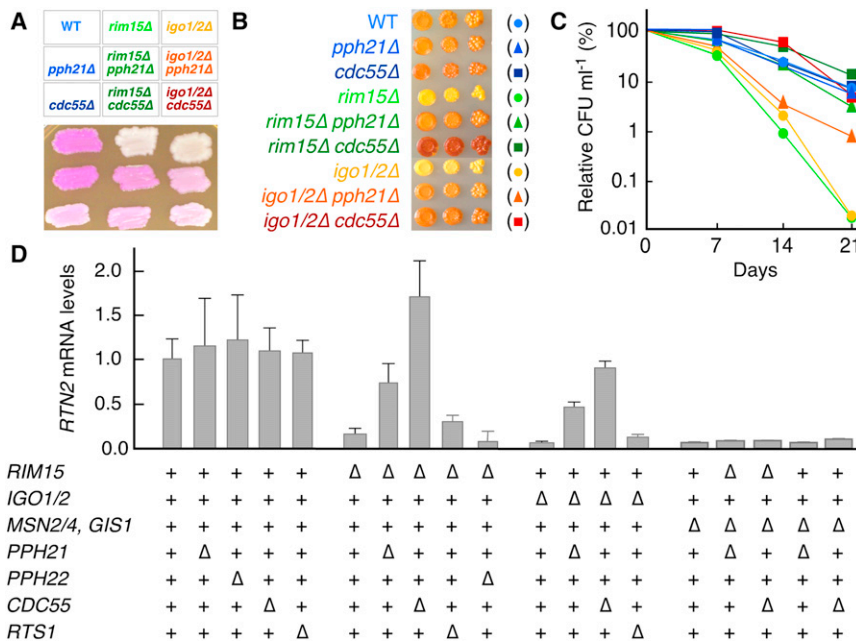 A
WT rim15Δ igo1/2Δ
pph21Δ rim15Δ pph21Δ igo1/2Δ pph21Δ
cdc55Δ rim15Δ cdc55Δ igo1/2Δ cdc55Δ
B
WT (●)
pph21Δ (▲)
cdc55Δ (■)
rim15Δ (●)
rim15Δ pph21Δ (▲)
rim15Δ cdc55Δ (■)
igo1/2Δ (●)
igo1/2Δ pph21Δ (▲)
igo1/2Δ cdc55Δ (■)
C
Relative CFU ml⁻¹ (%)
100
10
1
0.1
0.01
0 7 14 21
Days
D
RTN2 mRNA levels
2.0
1.5
1.0
0.5
0.0
RIM15 + + + + + Δ Δ Δ Δ Δ + + + + + Δ Δ + +
IGO1/2 + + + + + + + + + + Δ Δ Δ Δ + + + + +
MSN2/4, GIS1 + + + + + + + + + + + + + + Δ Δ Δ Δ Δ
PPH21 + Δ + + + + Δ + + + + Δ + + + Δ + Δ +
PPH22 + + Δ + + + + + + Δ + + + + + + + + +
CDC55 + + + Δ + + + Δ + + + + Δ + + + Δ + Δ
RTS1 + + + + Δ + + + Δ + + + + Δ + + + + +